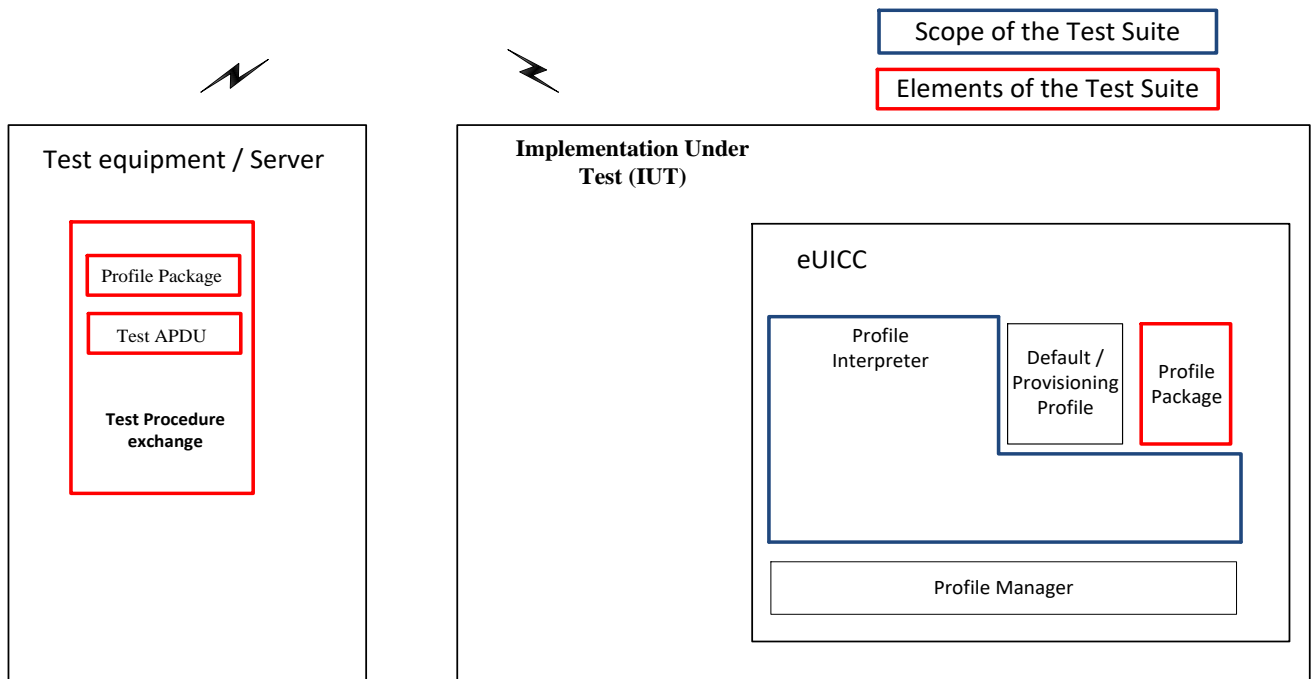 Scope of the Test Suite
Elements of the Test Suite
Test equipment / Server
Profile Package
Test APDU
Test Procedure
exchange
Implementation Under
Test (IUT)
eUICC
Profile
Interpreter
Default /
Provisioning
Profile
Profile
Package
Profile Manager